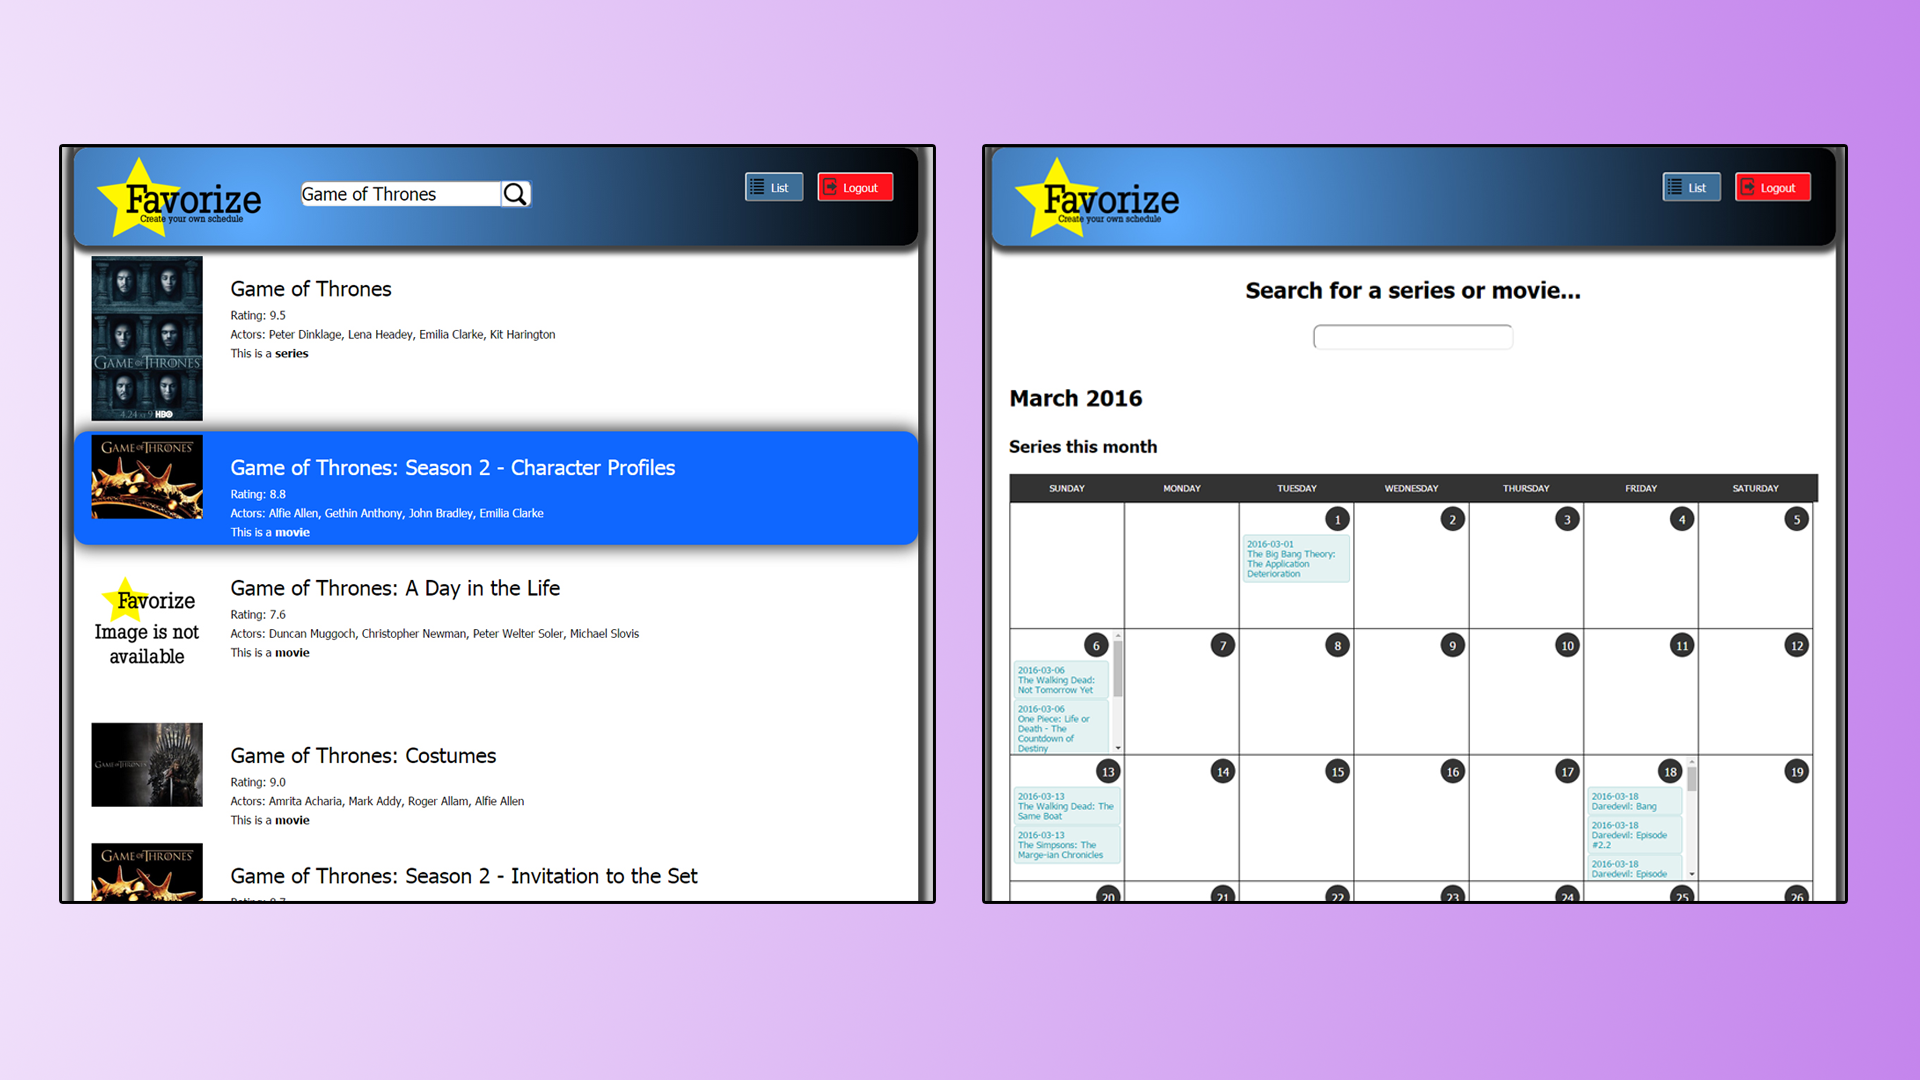 Favorize
Create your own schedule
Game of Thrones
List
Logout
GAME OF THRONES
4.24 AT 9 HBO
Game of Thrones
Rating: 9.5
Actors: Peter Dinklage, Lena Headey, Emilia Clarke, Kit Harington
This is a series
GAME OF THRONES
Game of Thrones: Season 2 - Character Profiles
Rating: 8.8
Actors: Alfie Allen, Gethin Anthony, John Bradley, Emilia Clarke
This is a movie
Favorize
Image is not
available
Game of Thrones: A Day in the Life
Rating: 7.6
Actors: Duncan Muggoch, Christopher Newman, Peter Welter Soler, Michael Slovis
This is a movie
GAME OF THRONES
Game of Thrones: Costumes
Rating: 9.0
Actors: Amrita Acharia, Mark Addy, Roger Allam, Alfie Allen
This is a movie
GAME OF THRONES
Game of Thrones: Season 2 - Invitation to the Set
Favorize
Create your own schedule
List
Logout
Search for a series or movie...
March 2016
Series this month
SUNDAY MONDAY TUESDAY WEDNESDAY THURSDAY FRIDAY SATURDAY
1 2 3 4 5
2016-03-01
The Big Bang Theory:
The Application
Deterioration
6 7 8 9 10 11 12
2016-03-06
The Walking Dead:
Not Tomorrow Yet
2016-03-06
One Piece: Life or
Death - The
Countdown of
Destiny
13 14 15 16 17 18 19
2016-03-13
The Walking Dead: The
Same Boat
2016-03-13
The Simpsons: The
Marge-ian Chronicles
2016-03-18
Daredevil: Bang
2016-03-18
Daredevil: Episode
#2.2
2016-03-18
Daredevil: Episode
20 21 22 23 24 25 26